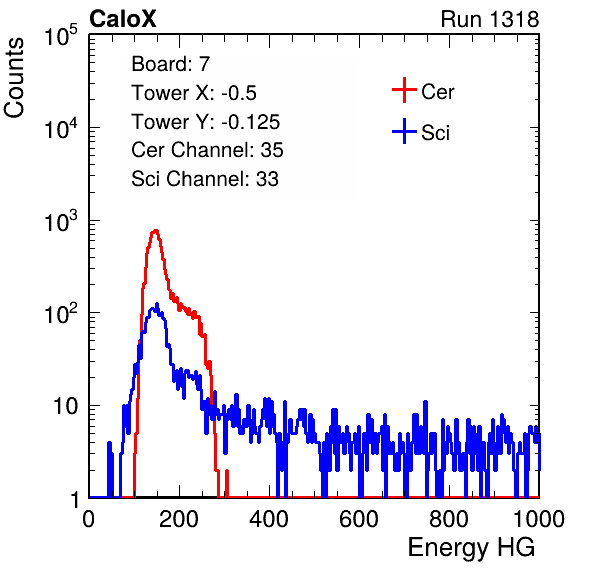 CaloX Run 1318
Counts
Board: 7
Tower X: -0.5
Tower Y: -0.125
Cer Channel: 35
Sci Channel: 33
Cer
Sci
10^5
10^4
10^3
10^2
10
1
0 200 400 600 800 1000
Energy HG